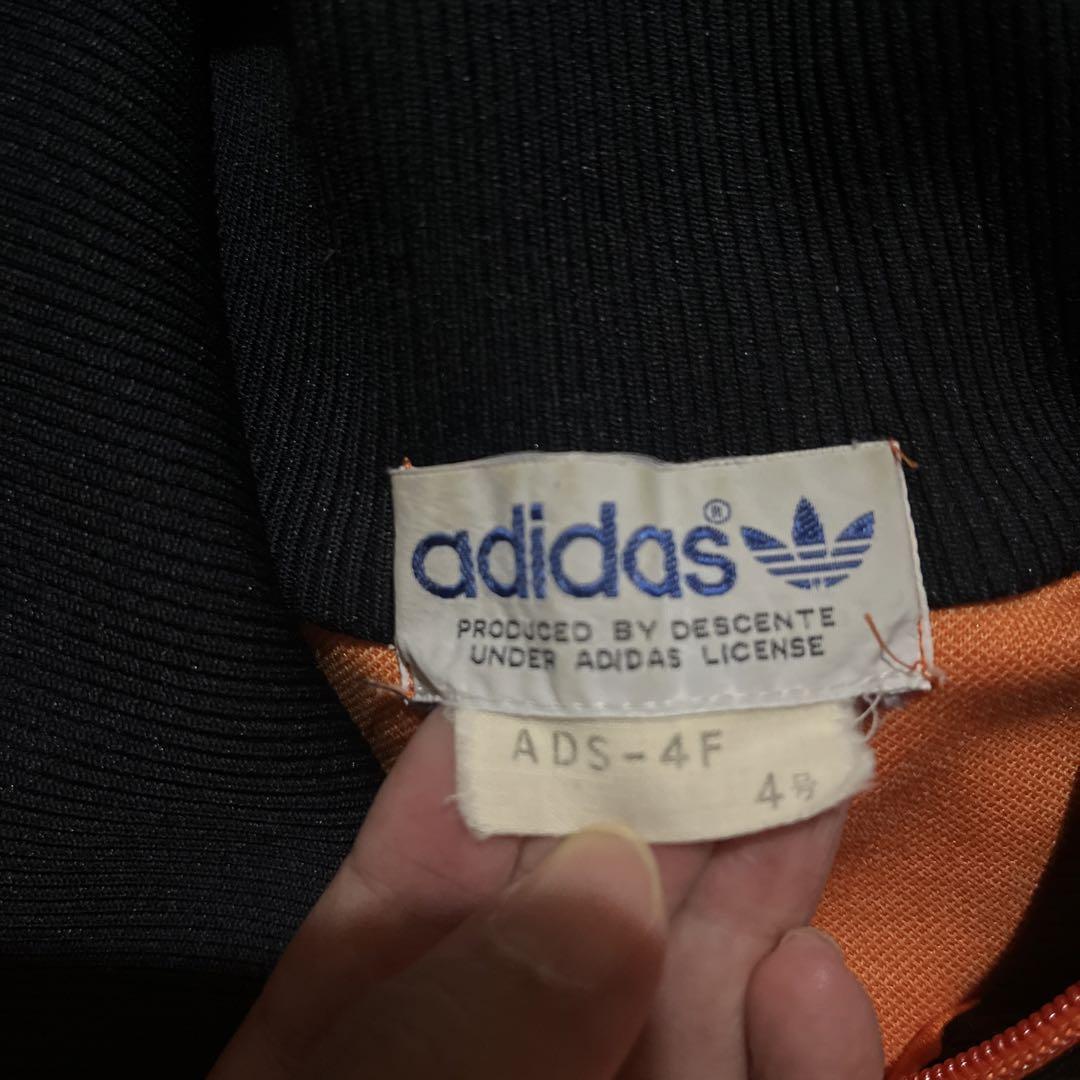 adidas®
PRODUCED BY DESCENTE
UNDER ADIDAS LICENSE
ADS-4F
4号